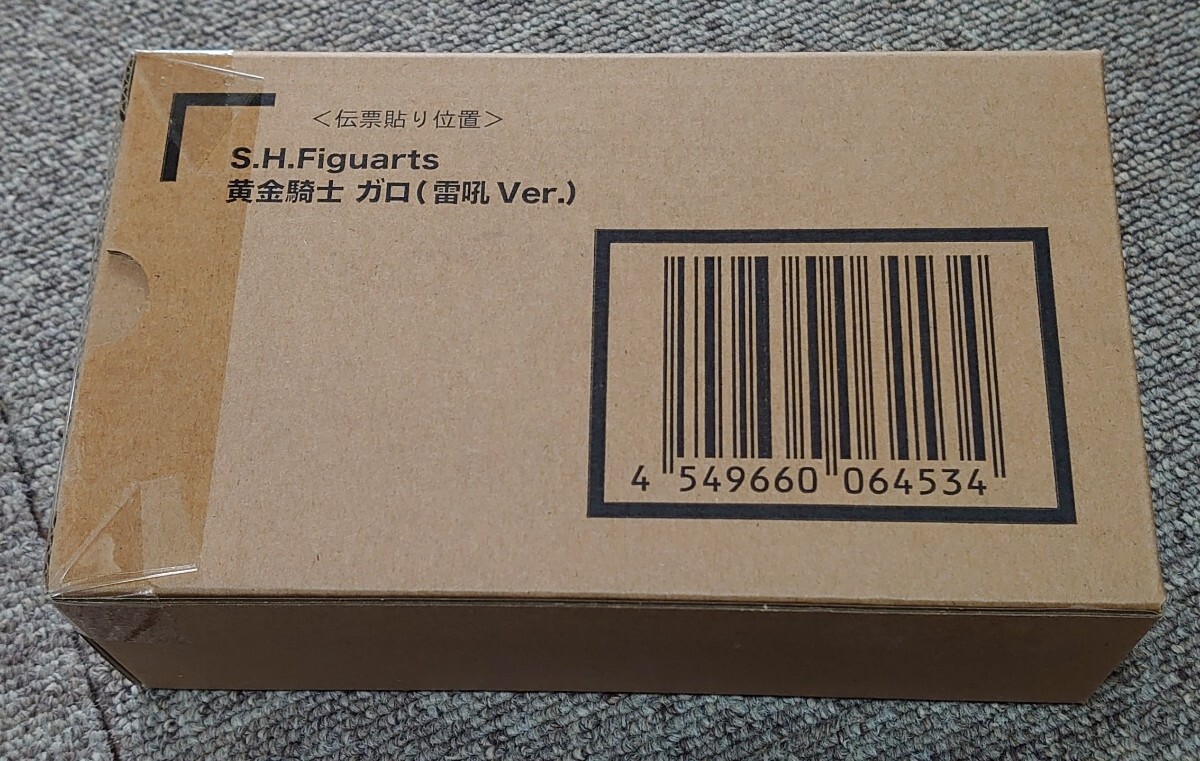 ＜伝票貼り位置＞
S.H.Figuarts
黄金騎士 ガロ(雷吼 Ver.)
4 549660 064534